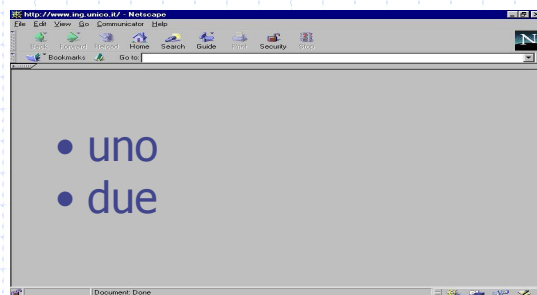 http://www.ing.unico.it/ - Netscape
File Edit View Go Communicator Help
Back Forward Reload Home Search Guide Print Security Stop
Bookmarks Go to:
• uno
• due
Document: Done